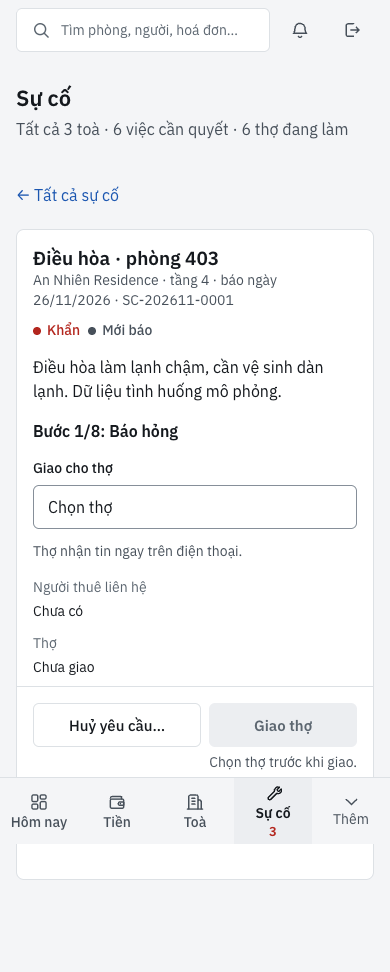 Tìm phòng, người, hoá đơn...
Sự cố
Tất cả 3 toà · 6 việc cần quyết · 6 thợ đang làm
← Tất cả sự cố
Điều hòa · phòng 403
An Nhiên Residence · tầng 4 · báo ngày
26/11/2026 · SC-202611-0001
Khẩn Mới báo
Điều hòa làm lạnh chậm, cần vệ sinh dàn
lạnh. Dữ liệu tình huống mô phỏng.
Bước 1/8: Báo hỏng
Giao cho thợ
Chọn thợ
Thợ nhận tin ngay trên điện thoại.
Người thuê liên hệ
Chưa có
Thợ
Chưa giao
Huỷ yêu cầu... Giao thợ
Chọn thợ trước khi giao.
Hôm nay Tiền Toà Sự cố Thêm
3